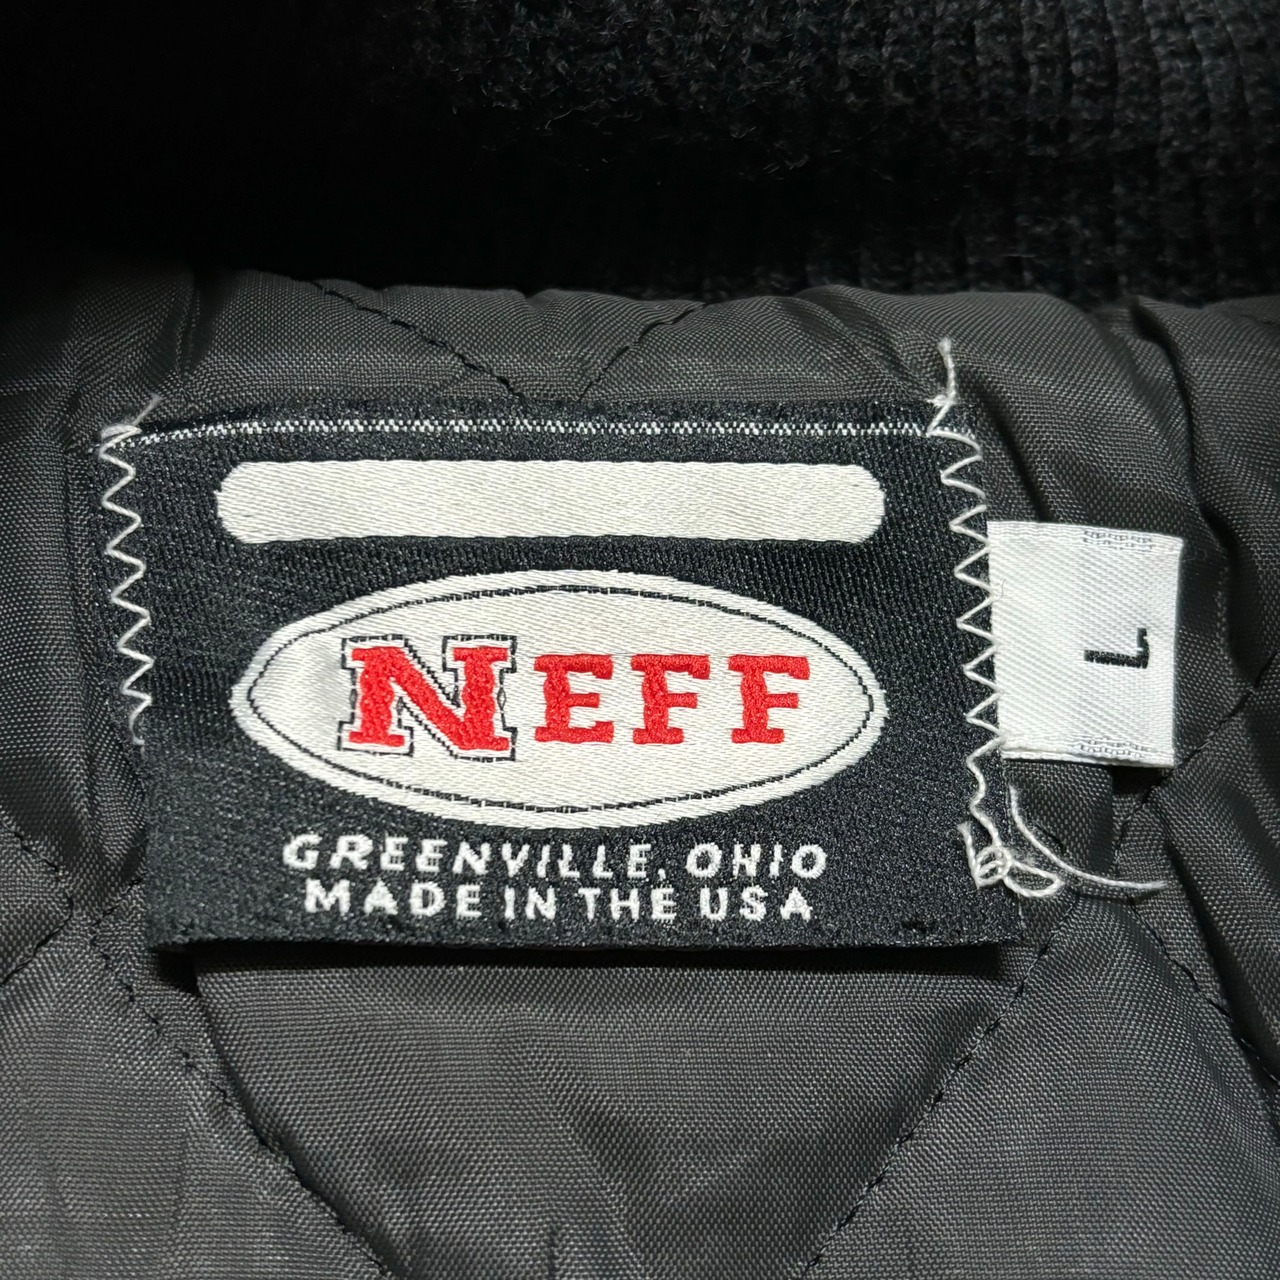 NEFF
L
GREENVILLE, OHIO
MADE IN THE USA